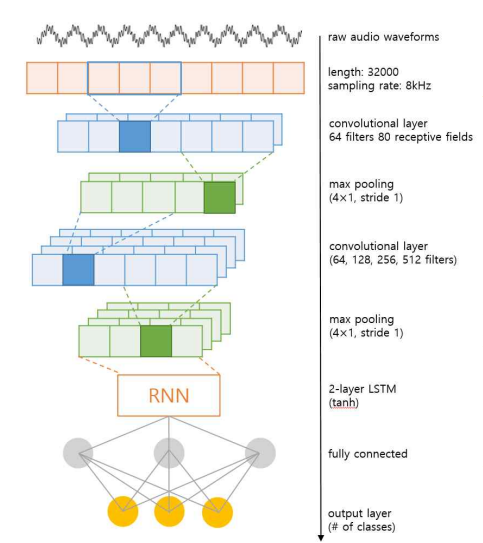 raw audio waveforms
length: 32000
sampling rate: 8kHz
convolutional layer
64 filters 80 receptive fields
max pooling
(4×1, stride 1)
convolutional layer
(64, 128, 256, 512 filters)
max pooling
(4×1, stride 1)
RNN
2-layer LSTM
(tanh)
fully connected
output layer
(# of classes)